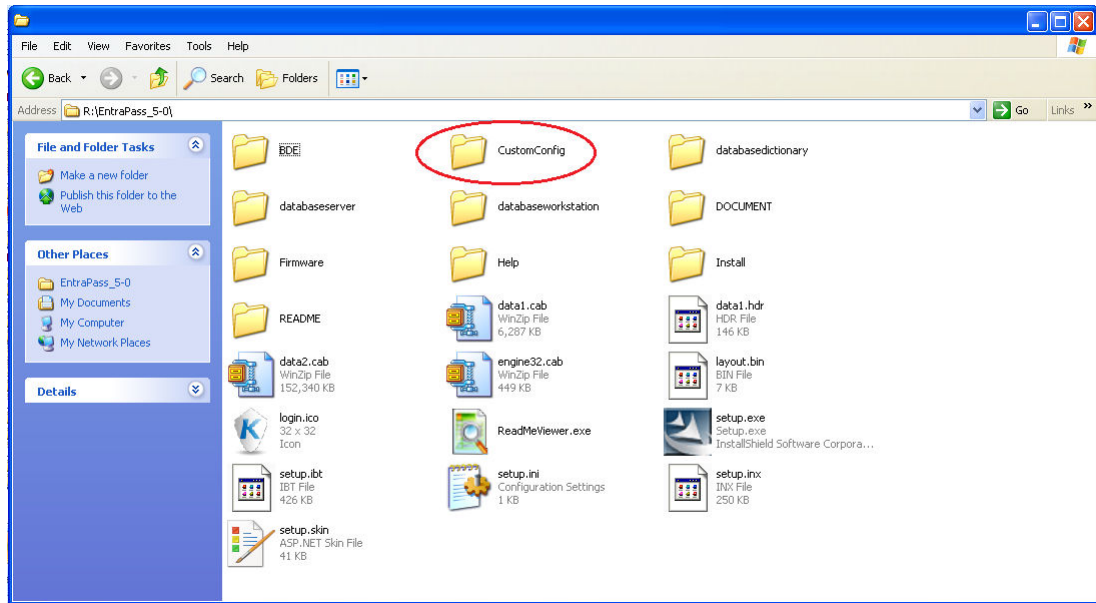 File Edit View Favorites Tools Help
Back Search Folders
Address R:\EntraPass_5-0\ Go Links »
File and Folder Tasks
Make a new folder
Publish this folder to the
Web
Other Places
EntraPass_5-0
My Documents
My Computer
My Network Places
Details
BDE CustomConfig databasedictionary
databaseserver databaseworkstation DOCUMENT
Firmware Help Install
README
data1.cab
WinZip File
6,287 KB
data1.hdr
HDR File
146 KB
data2.cab
WinZip File
152,340 KB
engine32.cab
WinZip File
449 KB
layout.bin
BIN File
7 KB
login.ico
32 x 32
Icon
ReadMeViewer.exe
setup.exe
Setup.exe
InstallShield Software Corpora...
setup.ibt
IBT File
426 KB
setup.ini
Configuration Settings
1 KB
setup.inx
INX File
250 KB
setup.skin
ASP.NET Skin File
41 KB